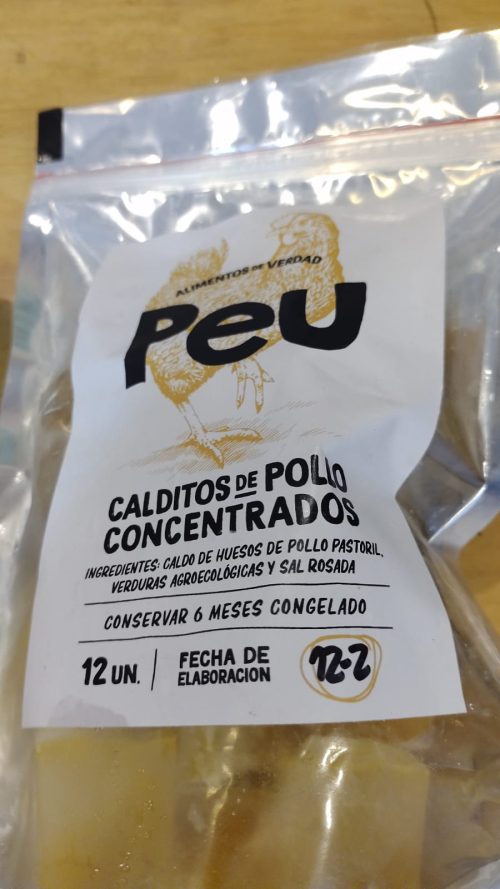 ALIMENTOS DE VERDAD
Peu
CALDITOS DE POLLO
CONCENTRADOS
INGREDIENTES: CALDO DE HUESOS DE POLLO PASTORIL,
VERDURAS AGROECOLÓGICAS Y SAL ROSADA
CONSERVAR 6 MESES CONGELADO
12 UN. FECHA DE
ELABORACION
12-2